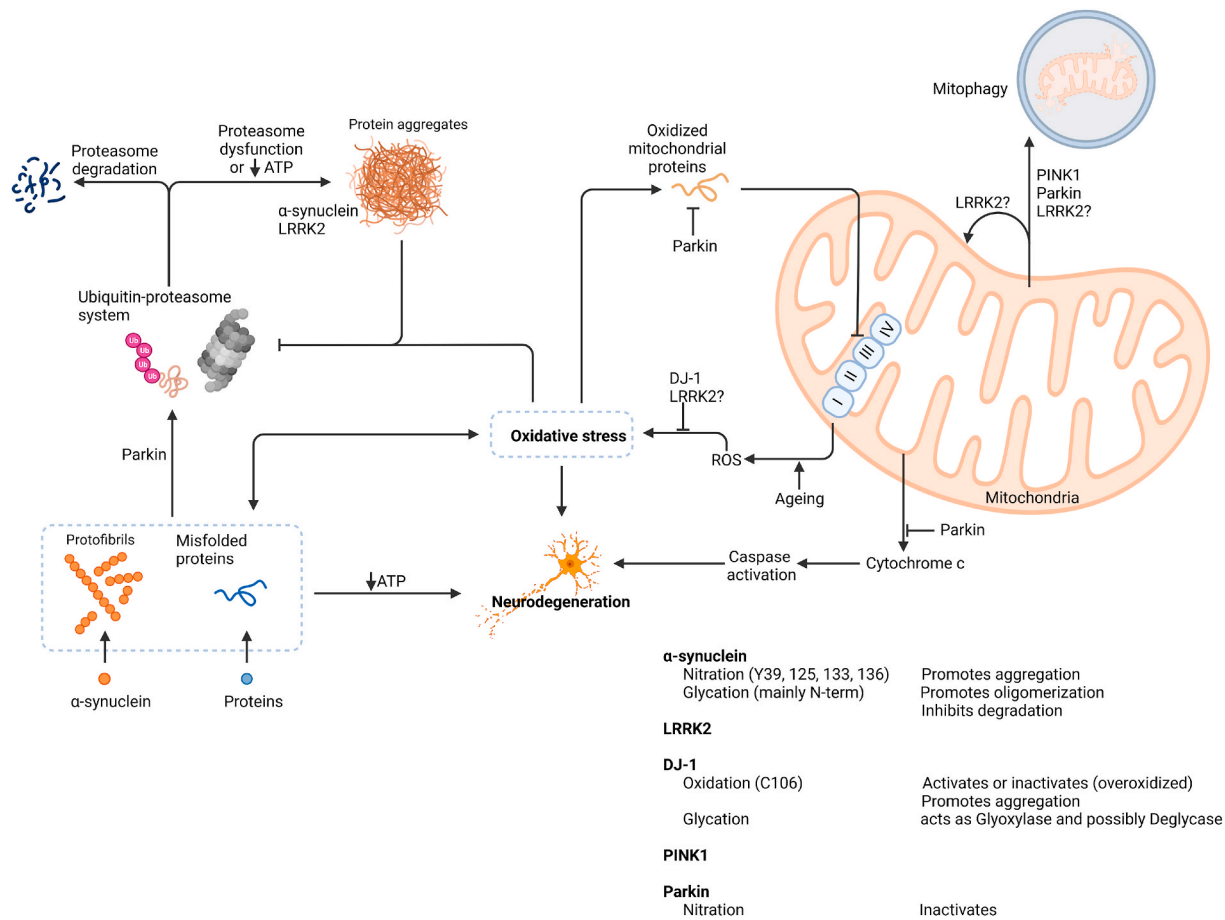 Mitophagy
Proteasome
degradation
Proteasome
dysfunction
or ATP
Protein aggregates
α-synuclein
LRRK2
Oxidized
mitochondrial
proteins
Parkin
PINK1
Parkin
LRRK2?
LRRK2?
Ubiquitin-proteasome
system
Ub
Ub
Ub
Ub
IV
III
II
I
DJ-1
LRRK2?
Oxidative stress
ROS
Ageing
Mitochondria
Parkin
Protofibrils
Misfolded
proteins
ATP
Neurodegeneration
Caspase
activation
Cytochrome c
Parkin
α-synuclein
Proteins
α-synuclein
Nitration (Y39, 125, 133, 136) Promotes aggregation
Glycation (mainly N-term) Promotes oligomerization
Inhibits degradation
LRRK2
DJ-1
Oxidation (C106) Activates or inactivates (overoxidized)
Promotes aggregation
Glycation acts as Glyoxylase and possibly Deglycase
PINK1
Parkin
Nitration Inactivates